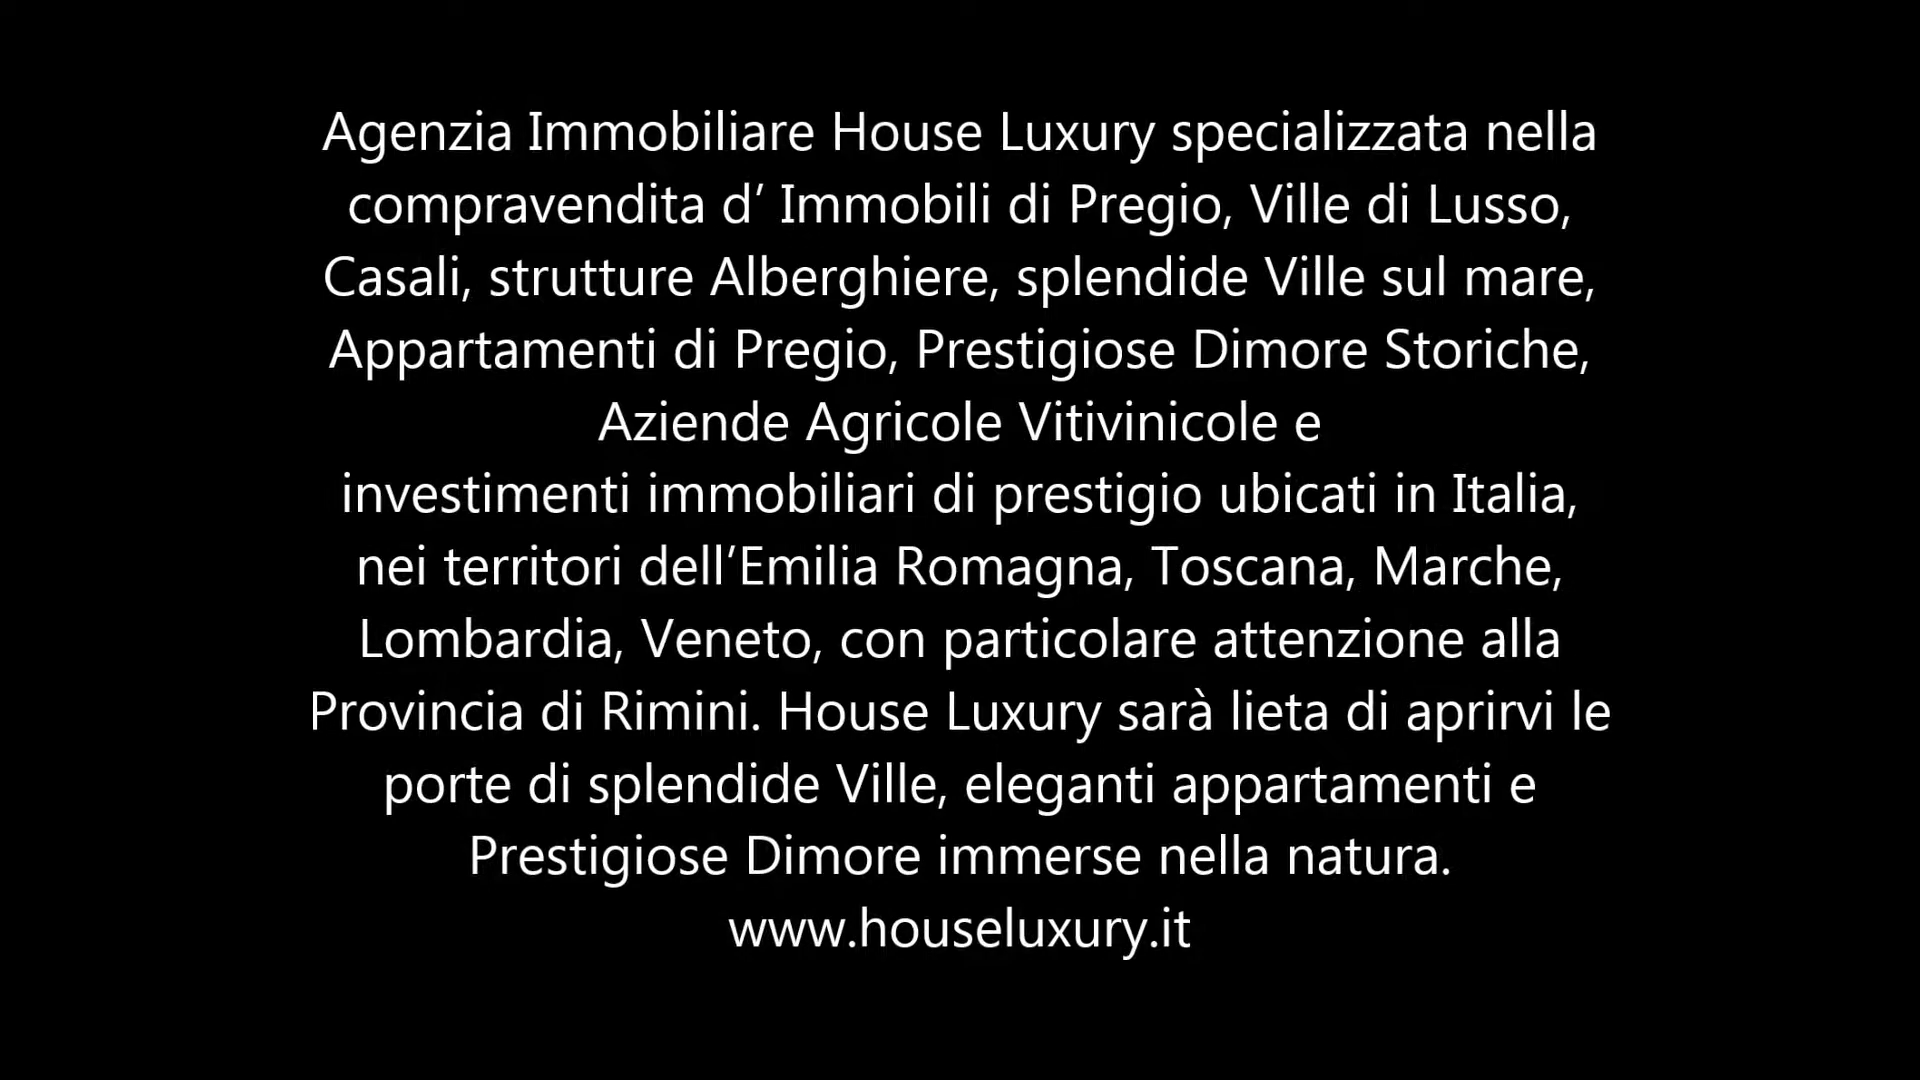 Agenzia Immobiliare House Luxury specializzata nella
compravendita d’ Immobili di Pregio, Ville di Lusso,
Casali, strutture Alberghiere, splendide Ville sul mare,
Appartamenti di Pregio, Prestigiose Dimore Storiche,
Aziende Agricole Vitivinicole e
investimenti immobiliari di prestigio ubicati in Italia,
nei territori dell’Emilia Romagna, Toscana, Marche,
Lombardia, Veneto, con particolare attenzione alla
Provincia di Rimini. House Luxury sarà lieta di aprirvi le
porte di splendide Ville, eleganti appartamenti e
Prestigiose Dimore immerse nella natura.
www.houseluxury.it